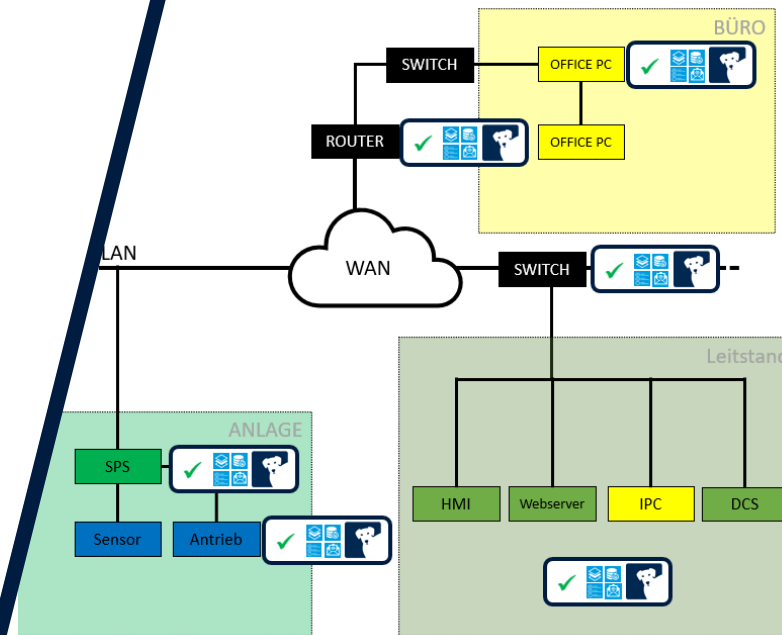 BÜRO
SWITCH
OFFICE PC
ROUTER
OFFICE PC
LAN
WAN
SWITCH
Leitstand
ANLAGE
SPS
HMI
Webserver
IPC
DCS
Sensor
Antrieb